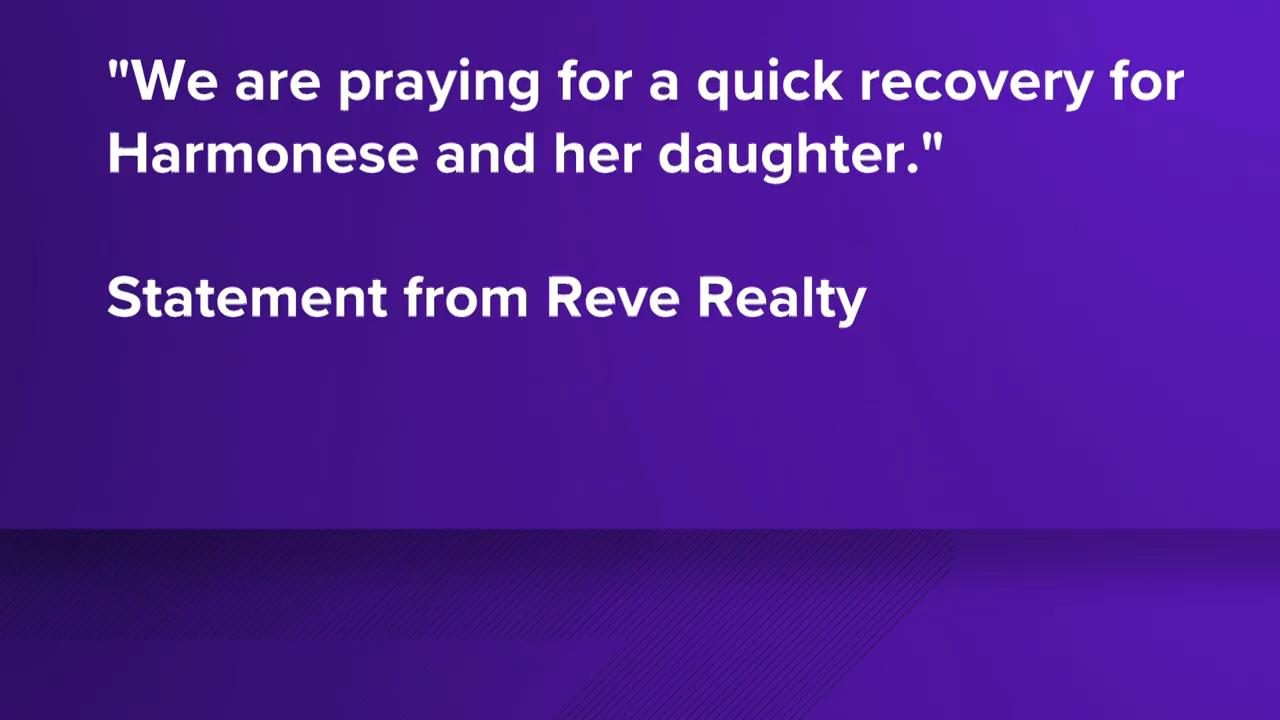 "We are praying for a quick recovery for
Harmonese and her daughter."
Statement from Reve Realty